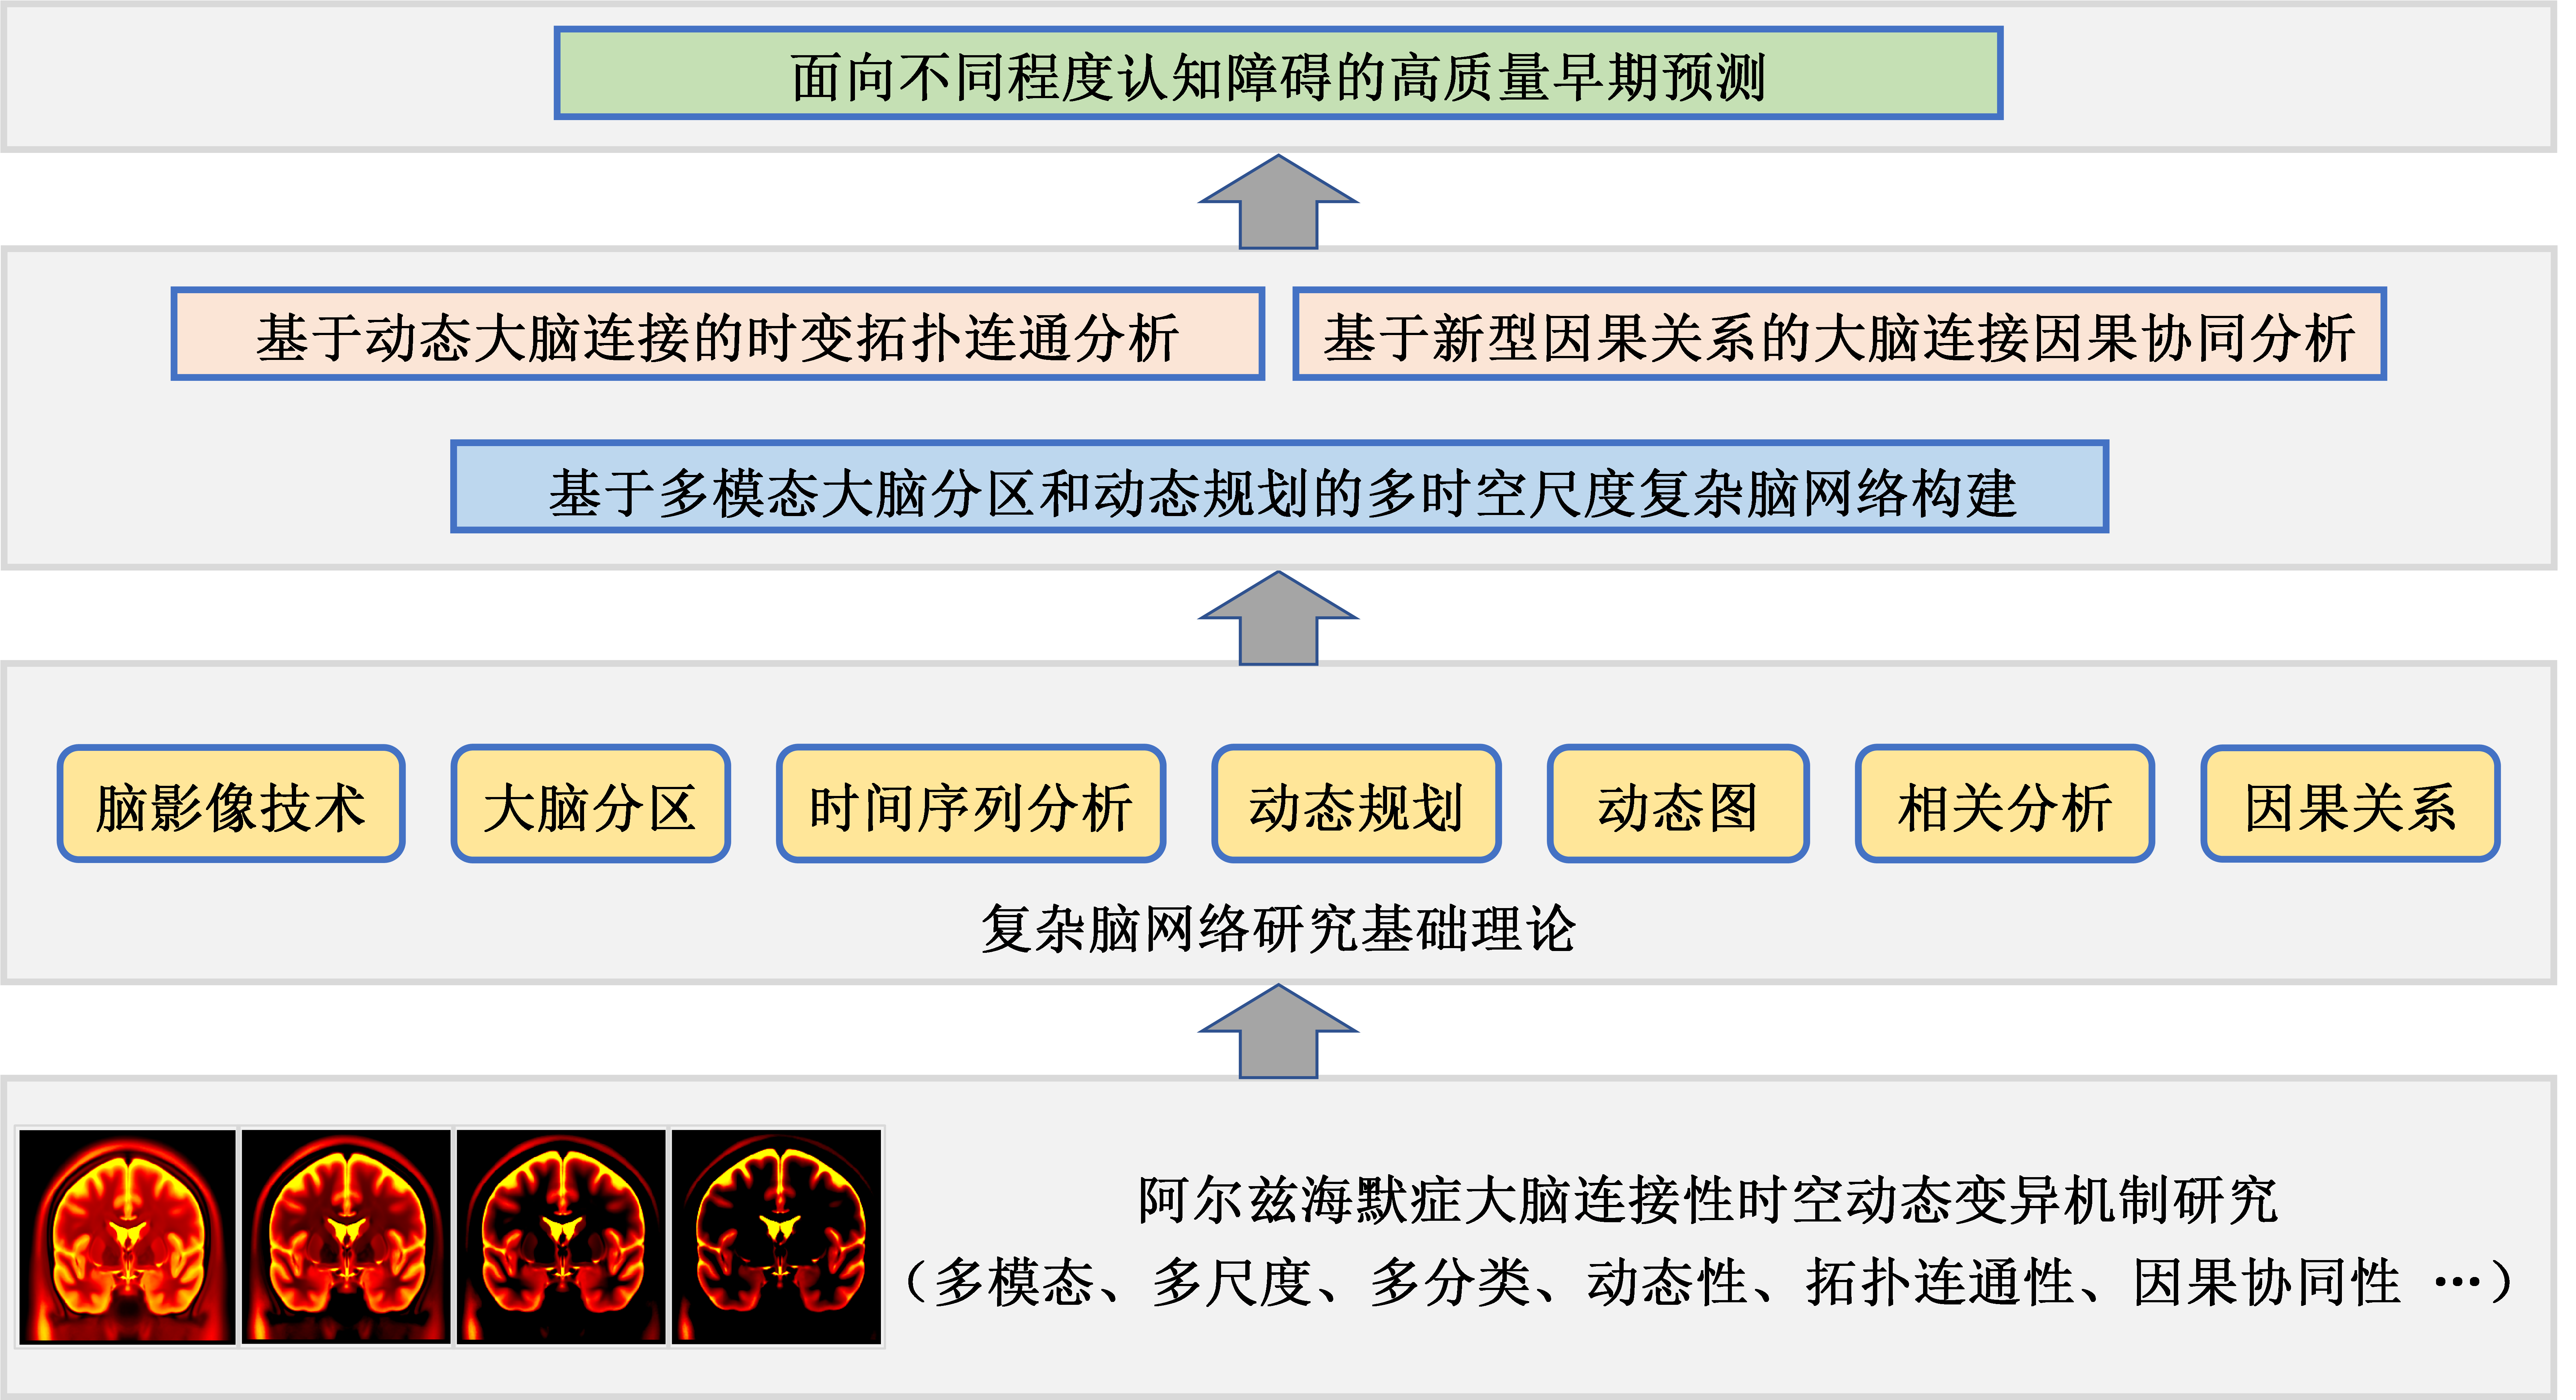 面向不同程度认知障碍的高质量早期预测
基于动态大脑连接的时变拓扑连通分析
基于新型因果关系的大脑连接因果协同分析
基于多模态大脑分区和动态规划的多时空尺度复杂脑网络构建
脑影像技术
大脑分区
时间序列分析
动态规划
动态图
相关分析
因果关系
复杂脑网络研究基础理论
阿尔兹海默症大脑连接性时空动态变异机制研究
（多模态、多尺度、多分类、动态性、拓扑连通性、因果协同性 …）